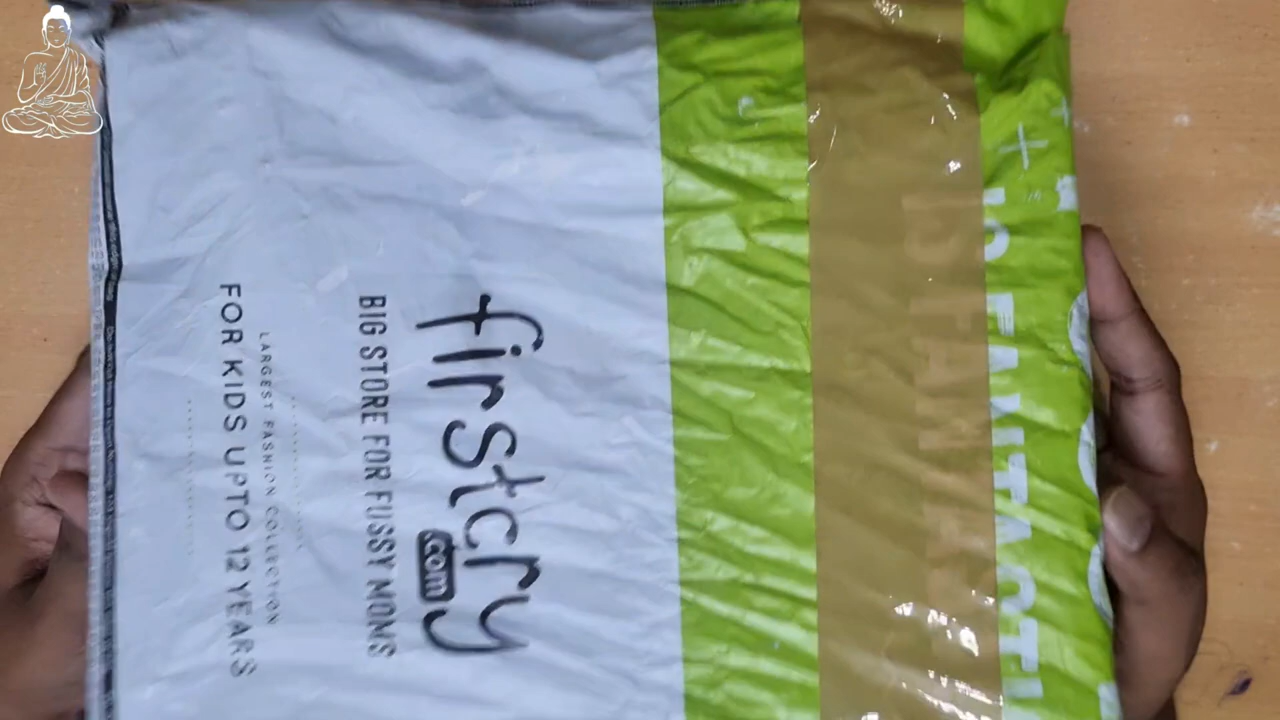 firstcry
.com
BIG STORE FOR FUSSY MOMS
LARGEST FASHION COLLECTION
FOR KIDS UPTO 12 YEARS